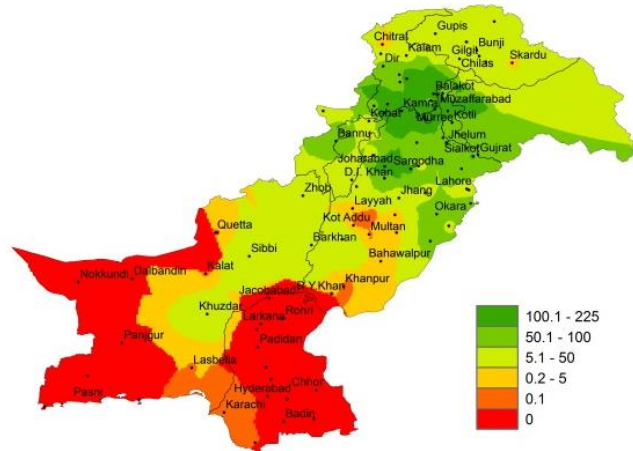 Chitral
Gupis
Gilgit
Bunji
Skardu
Kalam
Chilas
Dir
Balakot
Kamra
Muzaffarabad
Kohat
Murree
Kotli
Bannu
Jhelum
Sialkot
Gujrat
Joharabad
Sargodha
D.I. Khan
Lahore
Zhob
Jhang
Layyah
Okara
Quetta
Kot Addu
Multan
Barkhan
Sibbi
Bahawalpur
Nokkundi
Dalbandin
Kalat
Khanpur
Jacobabad
R.Y.Khan
Khuzdar
Larkana
Rohri
Panjgur
Padidan
Lasbella
Pasni
Hyderabad
Chhor
Karachi
Badin
100.1 - 225
50.1 - 100
5.1 - 50
0.2 - 5
0.1
0